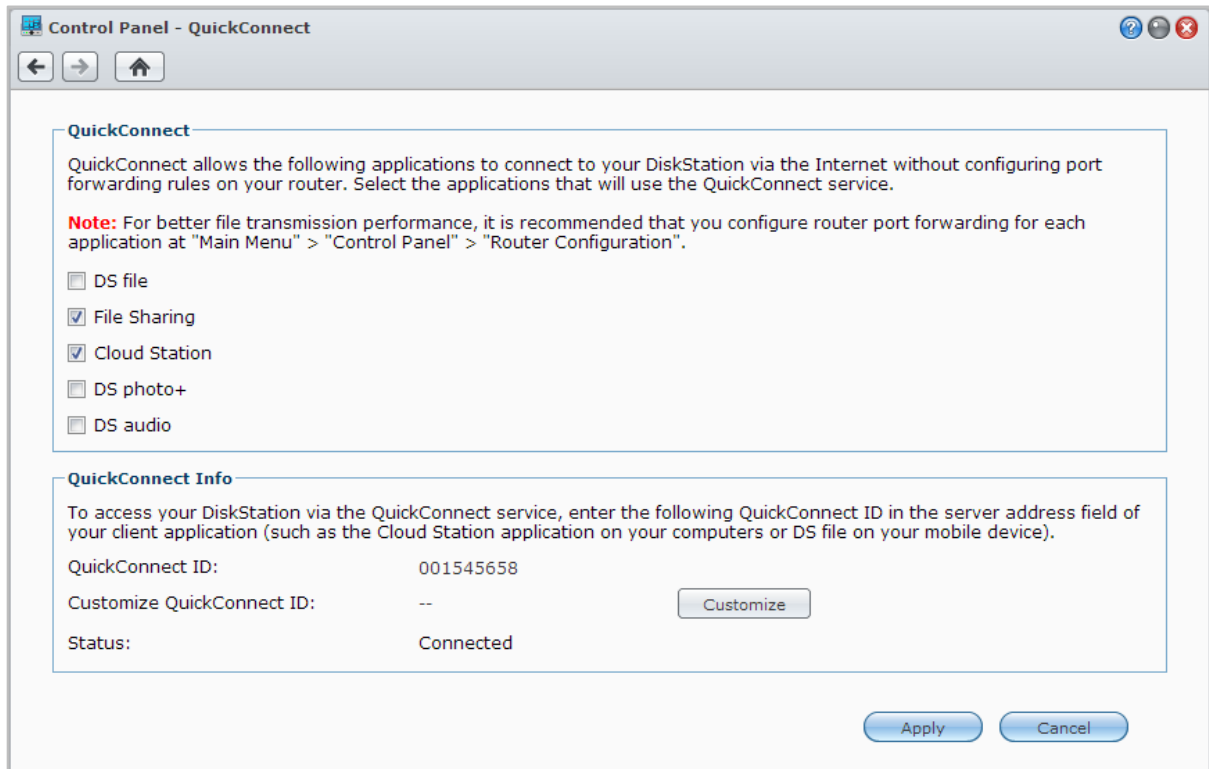 Control Panel - QuickConnect
QuickConnect
QuickConnect allows the following applications to connect to your DiskStation via the Internet without configuring port
forwarding rules on your router. Select the applications that will use the QuickConnect service.
Note: For better file transmission performance, it is recommended that you configure router port forwarding for each
application at "Main Menu" > "Control Panel" > "Router Configuration".
DS file
File Sharing
Cloud Station
DS photo+
DS audio
QuickConnect Info
To access your DiskStation via the QuickConnect service, enter the following QuickConnect ID in the server address field of
your client application (such as the Cloud Station application on your computers or DS file on your mobile device).
QuickConnect ID: 001545658
Customize QuickConnect ID: -- Customize
Status: Connected
Apply Cancel